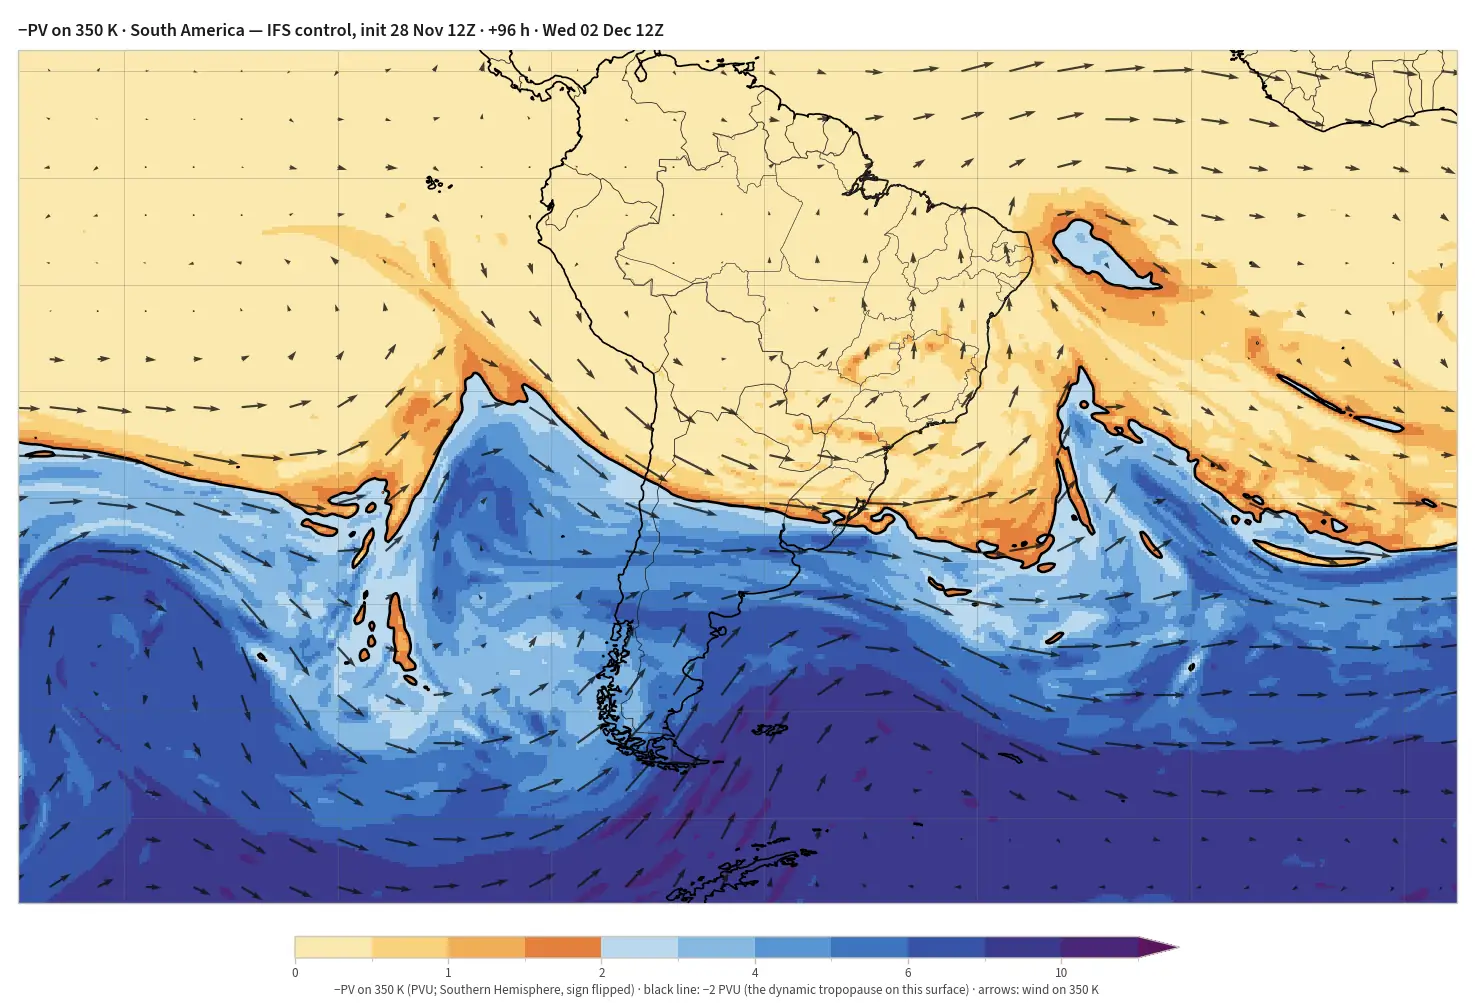 −PV on 350 K · South America — IFS control, init 28 Nov 12Z · +96 h · Wed 02 Dec 12Z
0 1 2 4 6 10
−PV on 350 K (PVU; Southern Hemisphere, sign flipped) · black line: −2 PVU (the dynamic tropopause on this surface) · arrows: wind on 350 K